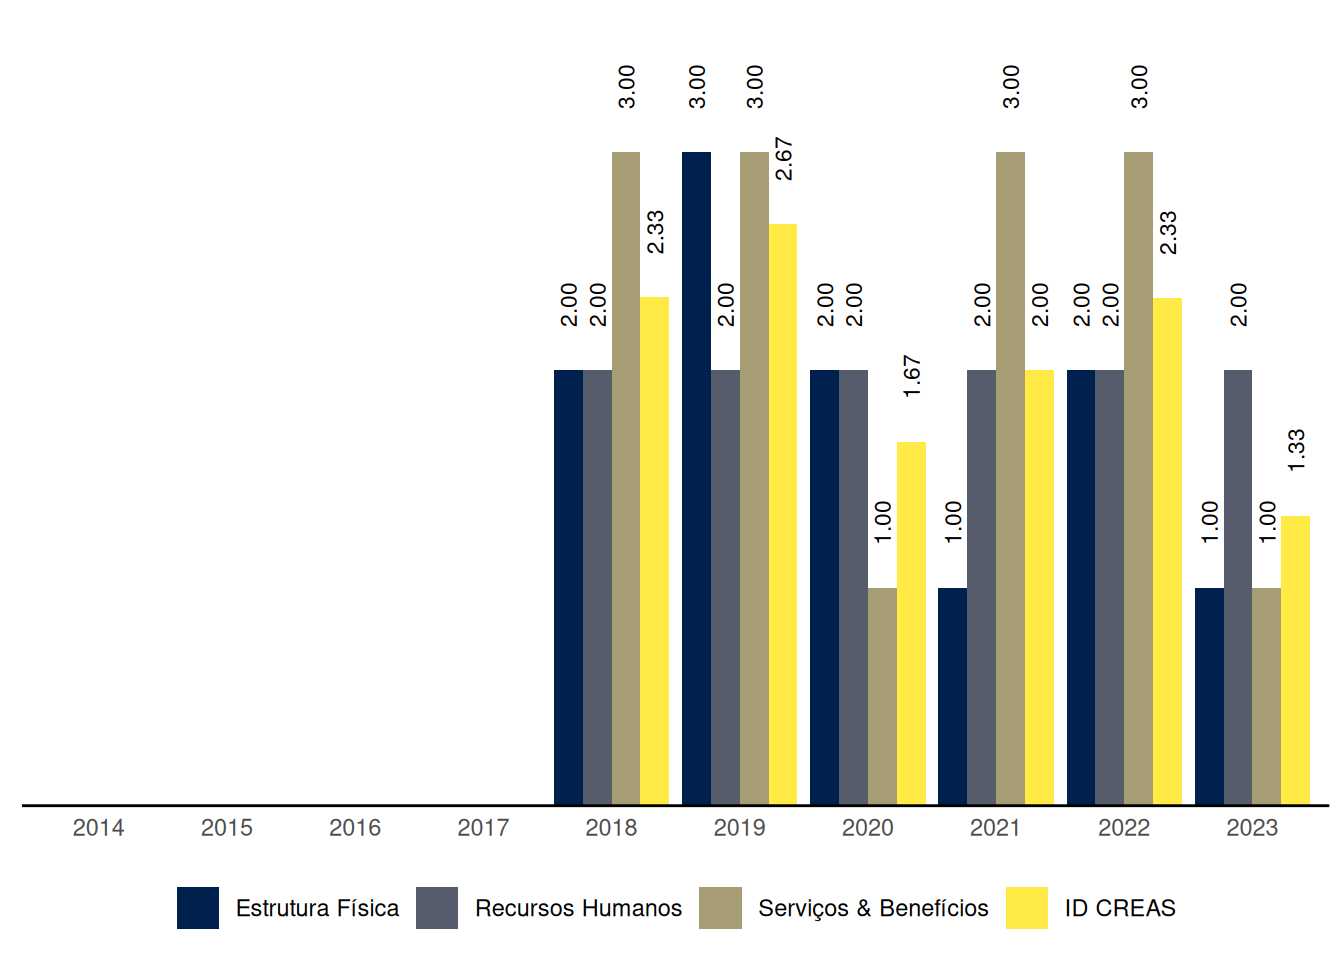 3.00 3.00 3.00 3.00 3.00
2.67
2.33 2.33
2.00 2.00 2.00 2.00 2.00 2.00 2.00 2.00 2.00 2.00
1.67
1.33
1.00 1.00 1.00 1.00
2014 2015 2016 2017 2018 2019 2020 2021 2022 2023
Estrutura Física Recursos Humanos Serviços & Benefícios ID CREAS